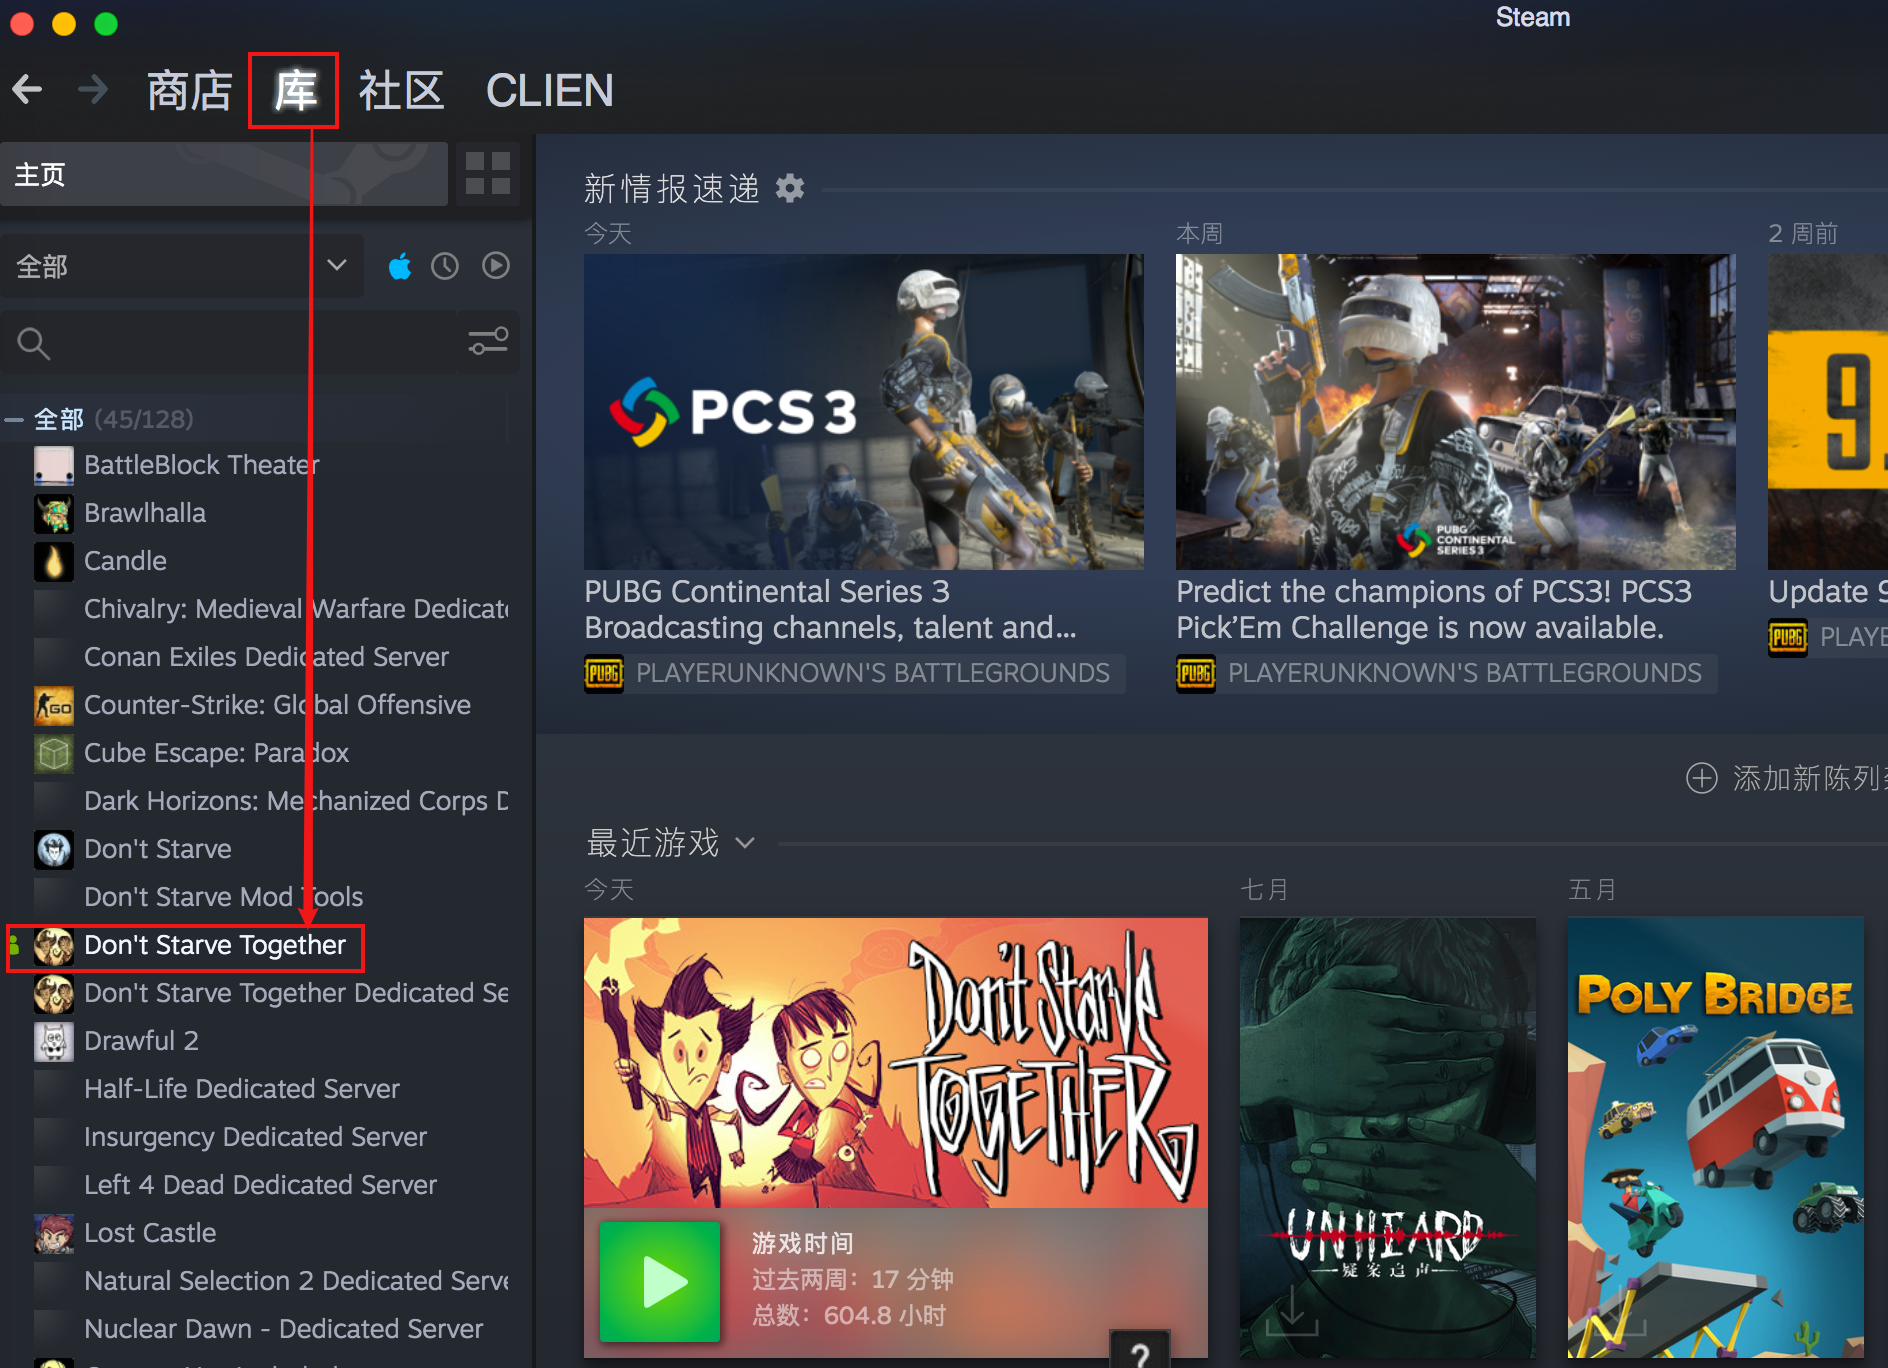 Steam
商店 库 社区 CLIEN
主页
全部
全部 (45/128)
BattleBlock Theater
Brawlhalla
Candle
Chivalry: Medieval Warfare Dedicat
Conan Exiles Dedicated Server
Counter-Strike: Global Offensive
Cube Escape: Paradox
Dark Horizons: Mechanized Corps D
Don't Starve
Don't Starve Mod Tools
Don't Starve Together
Don't Starve Together Dedicated Se
Drawful 2
Half-Life Dedicated Server
Insurgency Dedicated Server
Left 4 Dead Dedicated Server
Lost Castle
Natural Selection 2 Dedicated Serve
Nuclear Dawn - Dedicated Server
新情报速递
今天
PCS 3
PUBG Continental Series 3
Broadcasting channels, talent and...
PUBG PLAYERUNKNOWN'S BATTLEGROUNDS
本周
PUBG
CONTINENTAL
SERIES 3
Predict the champions of PCS3! PCS3
Pick'Em Challenge is now available.
PUBG PLAYERUNKNOWN'S BATTLEGROUNDS
2 周前
9.
Update 9
PUBG PLAYE
添加新陈列
最近游戏
今天
Don't Starve
TOGETHER
游戏时间
过去两周：17 分钟
总数：604.8 小时
?
七月
UNHEARD
疑案追声
五月
POLY BRIDGE